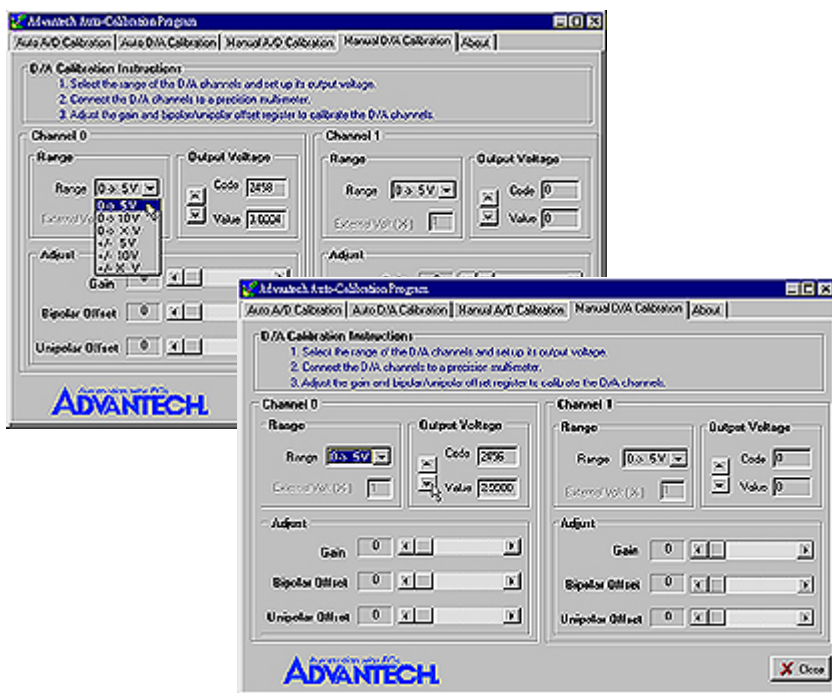 Advantech Auto-Calibration Program
Auto A/D Calibration Auto D/A Calibration Manual A/D Calibration Manual D/A Calibration About
D/A Calibration Instructions
1. Select the range of the D/A channels and set up its output voltage.
2. Connect the D/A channels to a precision multimeter.
3. Adjust the gain and bipolar/unipolar offset register to calibrate the D/A channels.
Channel 0
Range
Range 0 -> 5V
0 -> 5V
0 -> 10V
0 -> X V
+/- 5V
+/- 10V
+/- X V
Output Voltage
Code 2458
Value 3.0004
Adjust
Gain
Bipolar Offset 0
Unipolar Offset 0
Channel 1
Range
Range 0 -> 5V
External Volt (X) 1
Output Voltage
Code 0
Value 0
Adjust
ADVANTECH
Advantech Auto-Calibration Program
Auto A/D Calibration Auto D/A Calibration Manual A/D Calibration Manual D/A Calibration About
D/A Calibration Instructions
1. Select the range of the D/A channels and set up its output voltage.
2. Connect the D/A channels to a precision multimeter.
3. Adjust the gain and bipolar/unipolar offset register to calibrate the D/A channels.
Channel 0
Range
Range 0 -> 5V
External Volt (X) 1
Output Voltage
Code 2456
Value
Adjust
Gain 0
Bipolar Offset 0
Unipolar Offset 0
Channel 1
Range
Range 0 -> 5V
External Volt (X) 1
Output Voltage
Code 0
Value 0
Adjust
Gain 0
Bipolar Offset 0
Unipolar Offset 0
ADVANTECH
Close